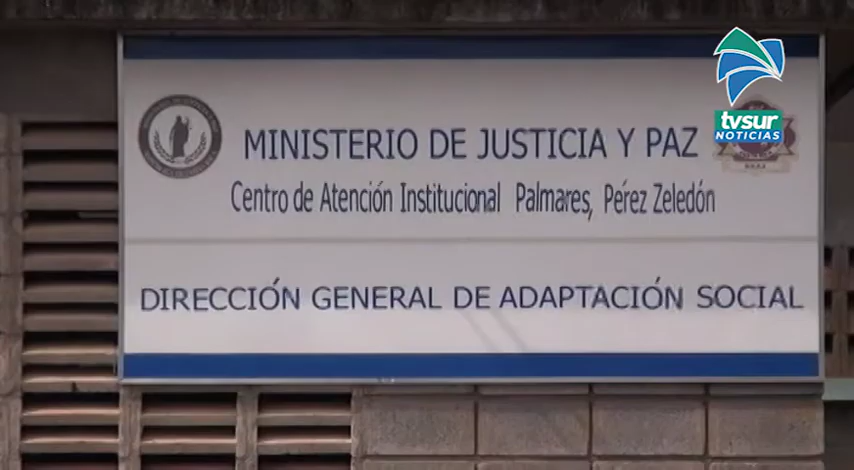 tvsur
NOTICIAS
MINISTERIO DE JUSTICIA Y PAZ
Centro de Atención Institucional Palmares, Pérez Zeledón
DIRECCIÓN GENERAL DE ADAPTACIÓN SOCIAL